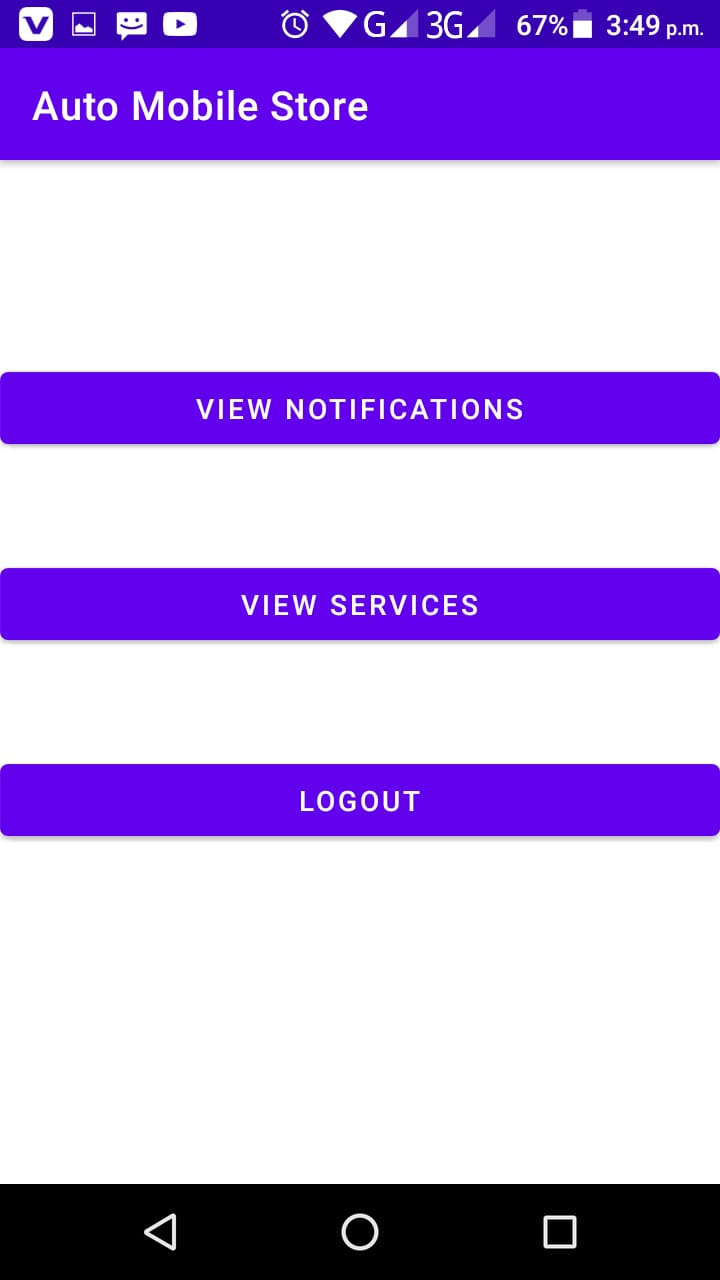 G 3G 67% 3:49 p.m.
Auto Mobile Store
VIEW NOTIFICATIONS
VIEW SERVICES
LOGOUT